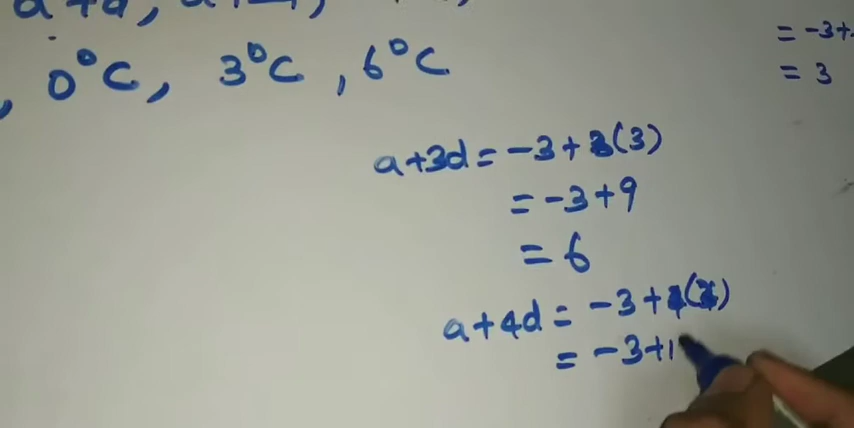 a+d,
0°C, 3°C, 6°C
= -3+
= 3
a+3d = -3+3(3)
= -3+9
= 6
a+4d = -3+4(3)
= -3+1